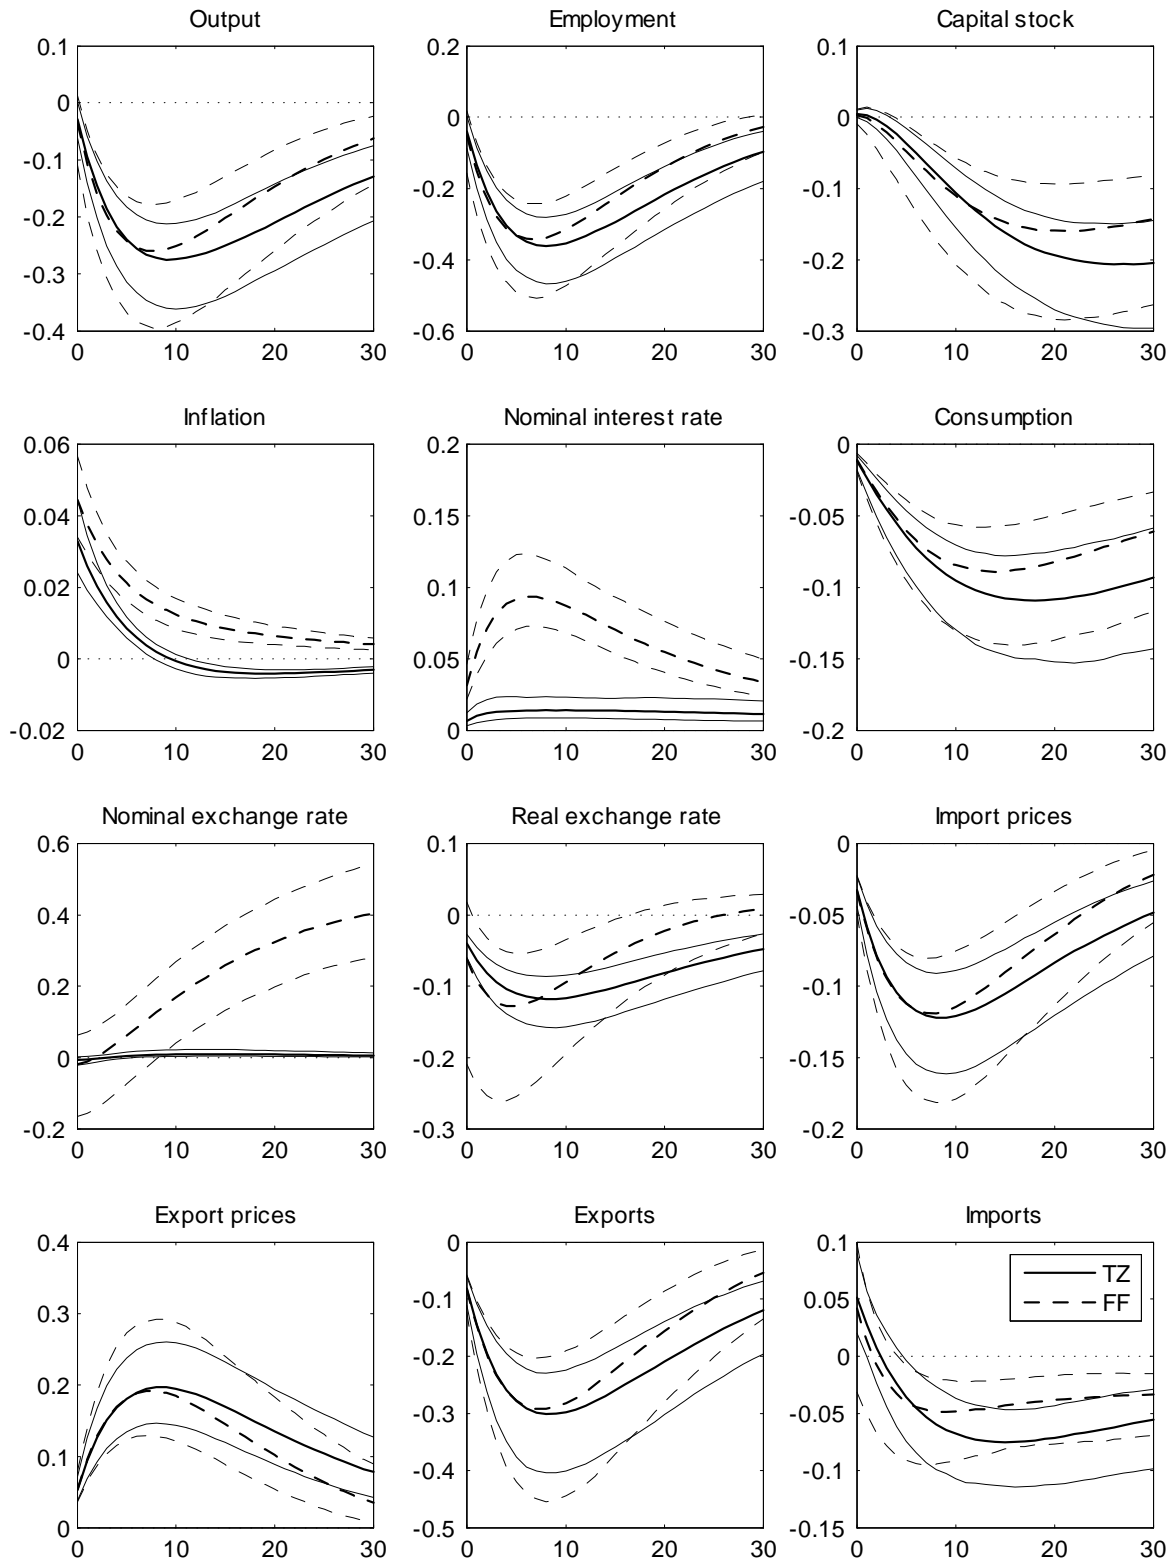 Output Employment Capital stock
0.1 0.2 0.1
0 0 0
-0.1 -0.2 -0.1
-0.2 -0.4 -0.2
-0.3 -0.6 -0.3
-0.4
0 10 20 30 0 10 20 30 0 10 20 30
Inflation Nominal interest rate Consumption
0.06 0.2 0
0.04 0.15 -0.05
0.02 0.1 -0.1
0 0.05 -0.15
-0.02 0 -0.2
0 10 20 30 0 10 20 30 0 10 20 30
Nominal exchange rate Real exchange rate Import prices
0.6 0.1 0
0.4 0 -0.05
0.2 -0.1 -0.1
0 -0.2 -0.15
-0.2 -0.3 -0.2
0 10 20 30 0 10 20 30 0 10 20 30
Export prices Exports Imports
0.4 0 0.1
0.3 -0.1 0.05
0.2 -0.2 0
0.1 -0.3 -0.05
0 -0.4 -0.1
-0.5 -0.15
TZ
FF
0 10 20 30 0 10 20 30 0 10 20 30